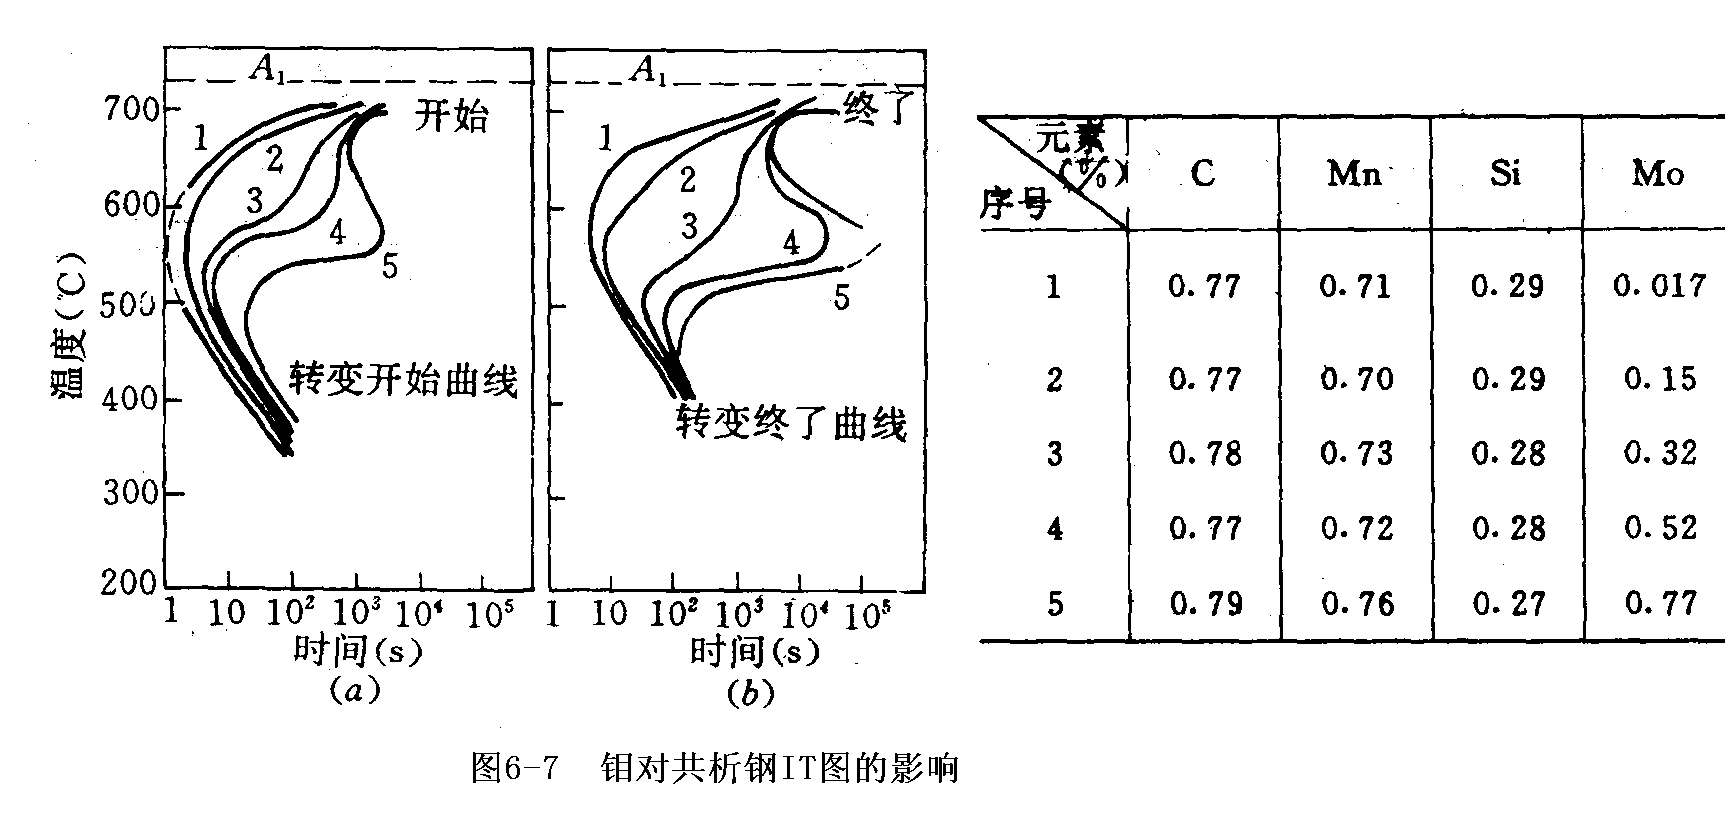 A₁
700
600
500
400
300
200
温度(℃)
开始
1
2
3
4
5
转变开始曲线
1 10 10² 10³ 10⁴ 10⁵
时间(s)
(a)
A₁
终了
1
2
3
4
5
转变终了曲线
1 10 10² 10³ 10⁴ 10⁵
时间(s)
(b)
元素(%)
序号
C Mn Si Mo
1 0.77 0.71 0.29 0.017
2 0.77 0.70 0.29 0.15
3 0.78 0.73 0.28 0.32
4 0.77 0.72 0.28 0.52
5 0.79 0.76 0.27 0.77
图6-7 钼对共析钢IT图的影响